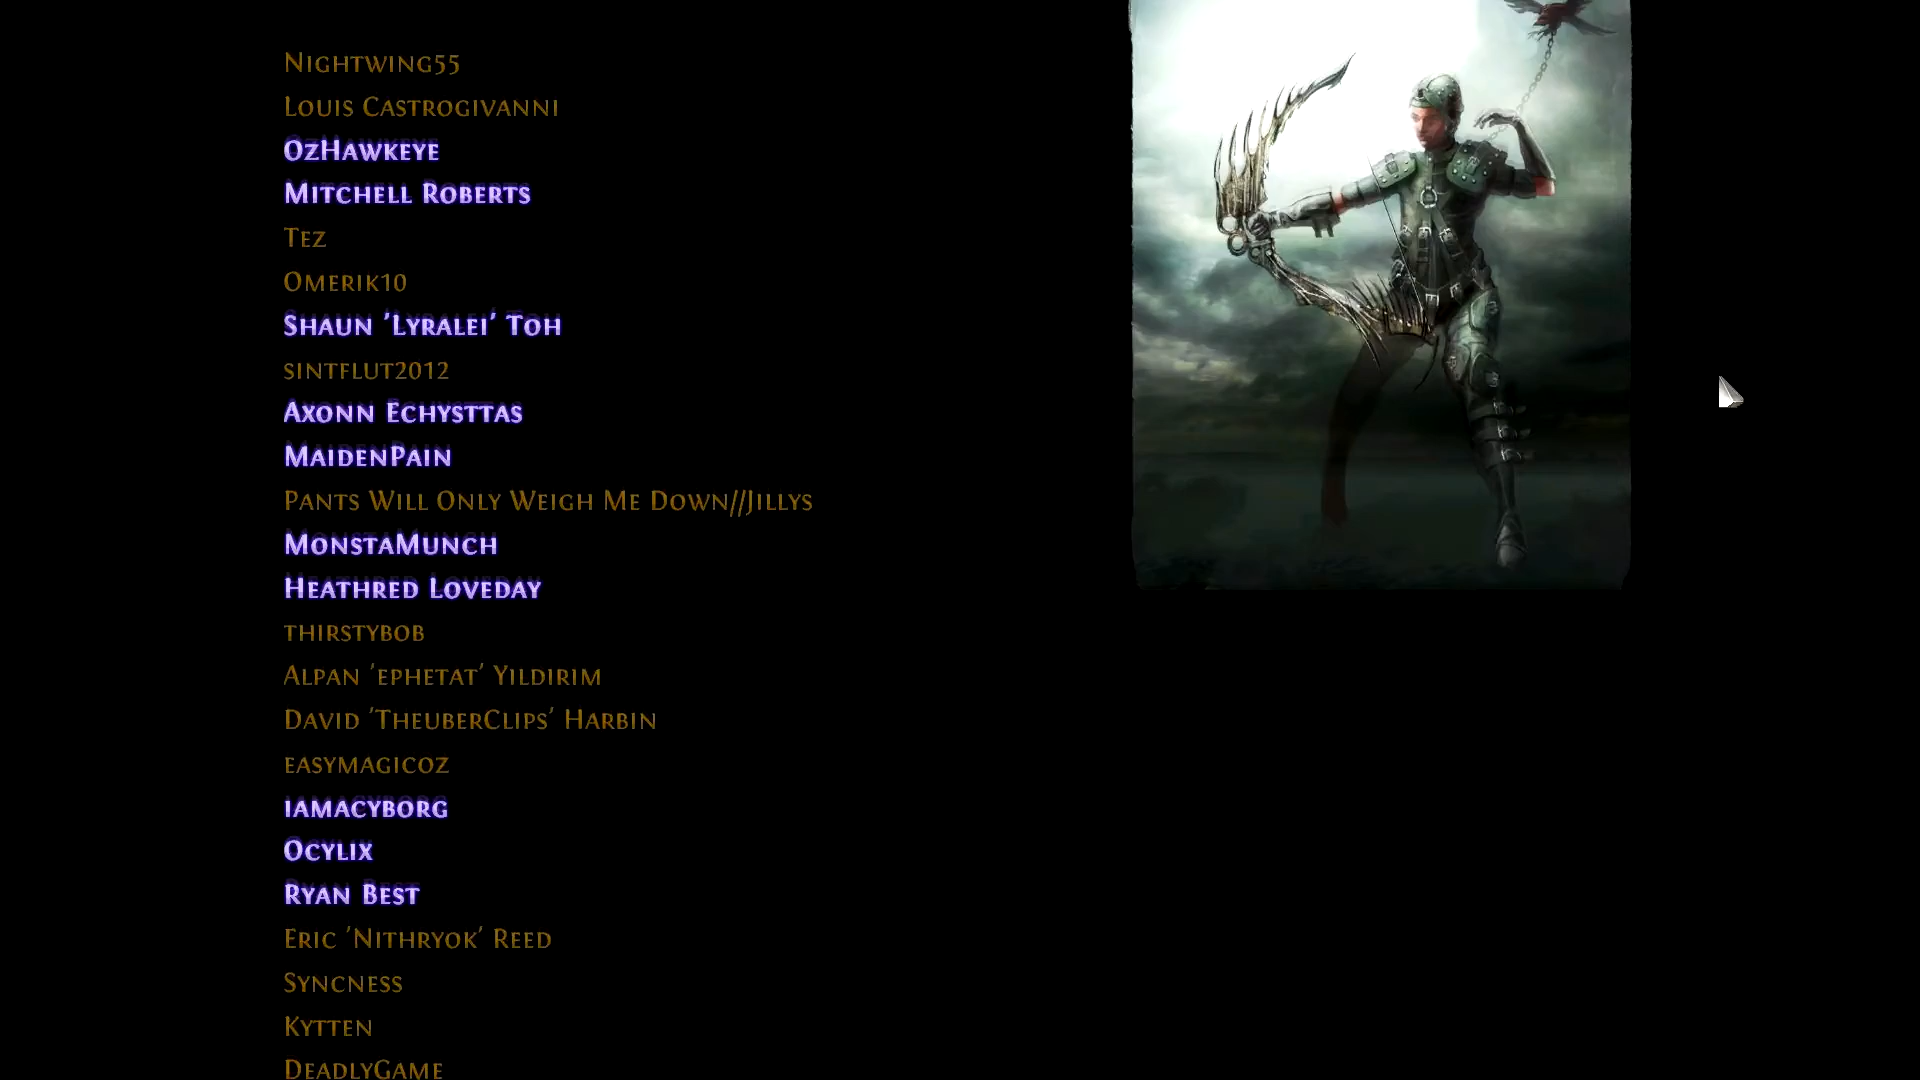 Nightwing55
Louis Castrogivanni
OzHawkeye
Mitchell Roberts
Tez
Omerik10
Shaun 'Lyralei' Toh
sintflut2012
Axonn Echysttas
MaidenPain
Pants Will Only Weigh Me Down//Jillys
MonstaMunch
Heathred Loveday
thirstybob
Alpan 'ephetat' Yildirim
David 'TheuberClips' Harbin
easymagicoz
iamacyborg
Ocylix
Ryan Best
Eric 'Nithryok' Reed
Syncness
Kytten
DeadlyGame